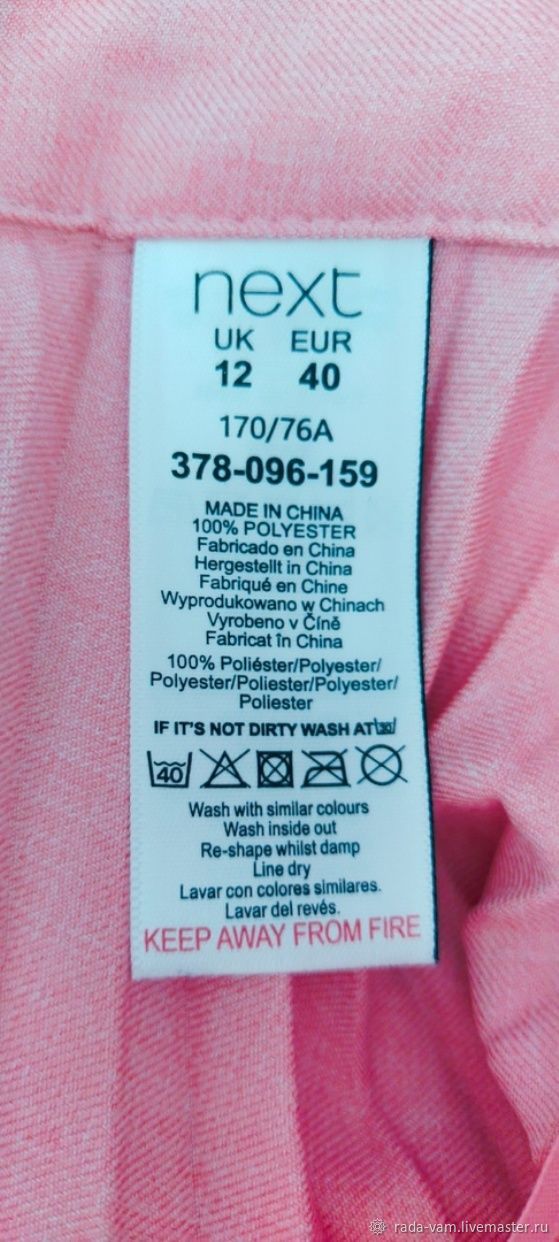 next
UK EUR
12 40
170/76A
378-096-159
MADE IN CHINA
100% POLYESTER
Fabricado en China
Hergestellt in China
Fabriqué en Chine
Wyprodukowano w Chinach
Vyrobeno v Číně
Fabricat în China
100% Poliéster/Polyester/
Polyester/Poliester/Polyester/
Poliester
IF IT'S NOT DIRTY WASH AT 30
40
Wash with similar colours
Wash inside out
Re-shape whilst damp
Line dry
Lavar con colores similares.
Lavar del revés.
KEEP AWAY FROM FIRE
rada-vam.livemaster.ru